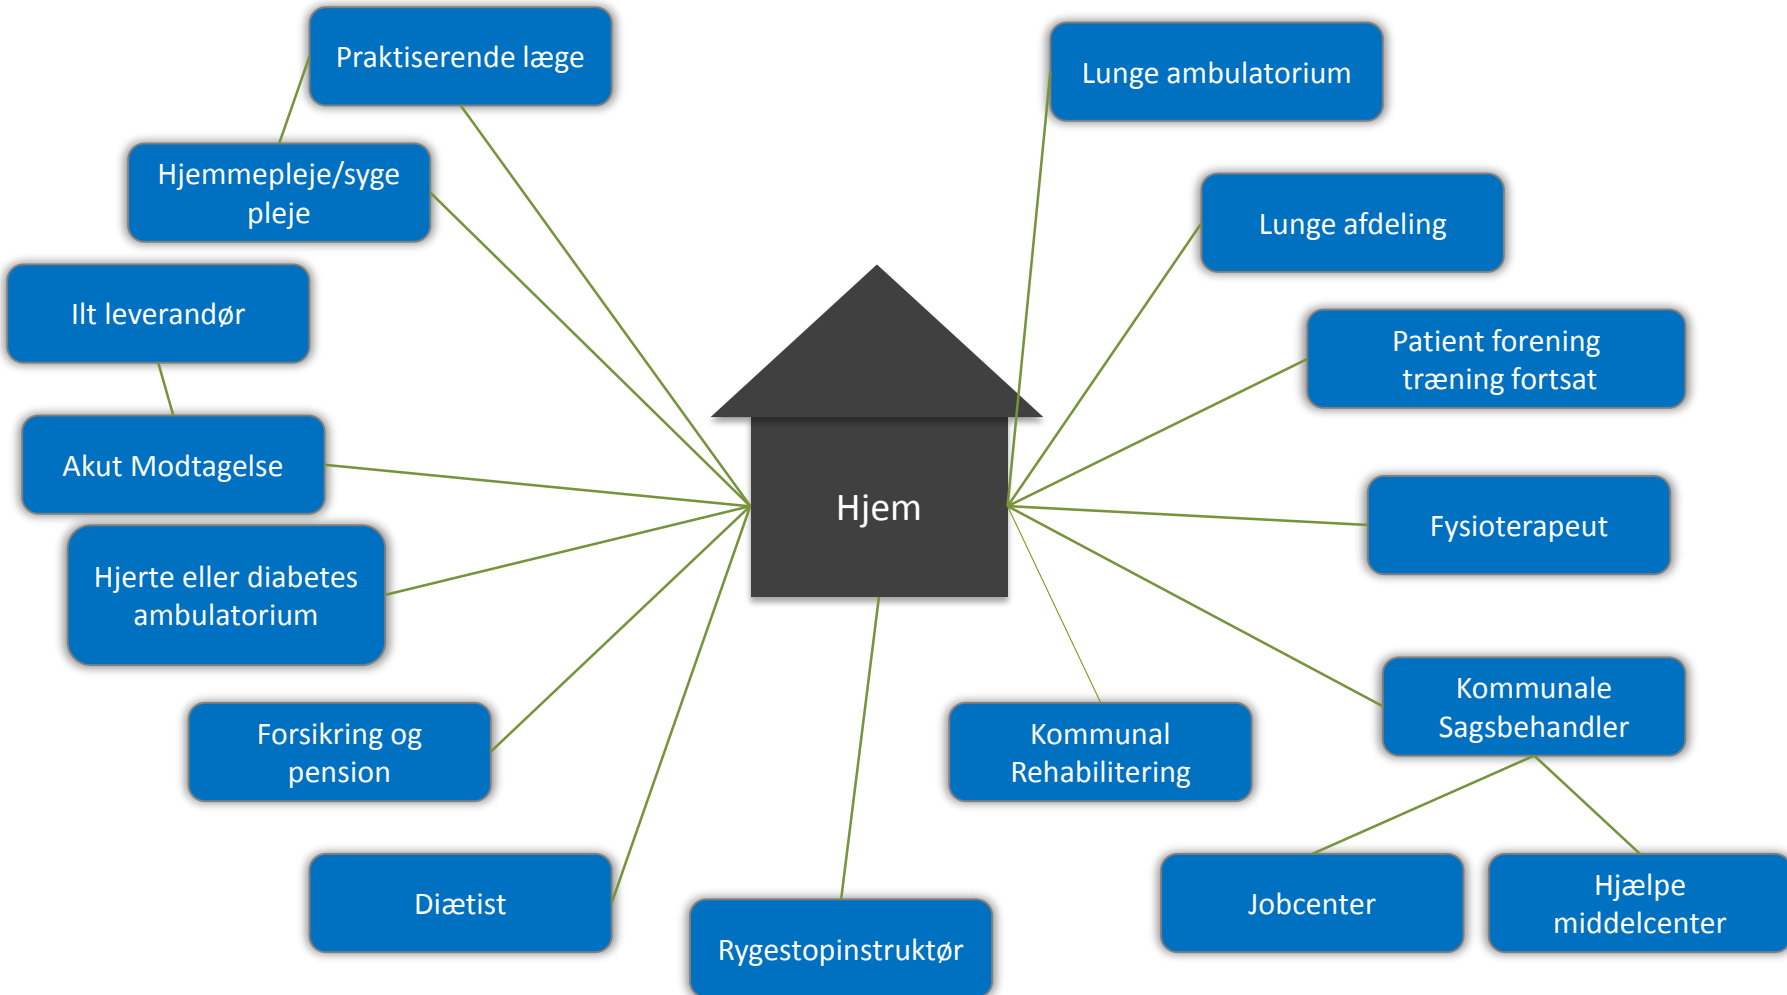 Praktiserende læge
Lunge ambulatorium
Hjemmepleje/syge
pleje
Lunge afdeling
Ilt leverandør
Patient forening
træning fortsat
Akut Modtagelse
Hjem
Fysioterapeut
Hjerte eller diabetes
ambulatorium
Kommunale
Sagsbehandler
Forsikring og
pension
Kommunal
Rehabilitering
Diætist
Rygestopinstruktør
Jobcenter
Hjælpe
middelcenter